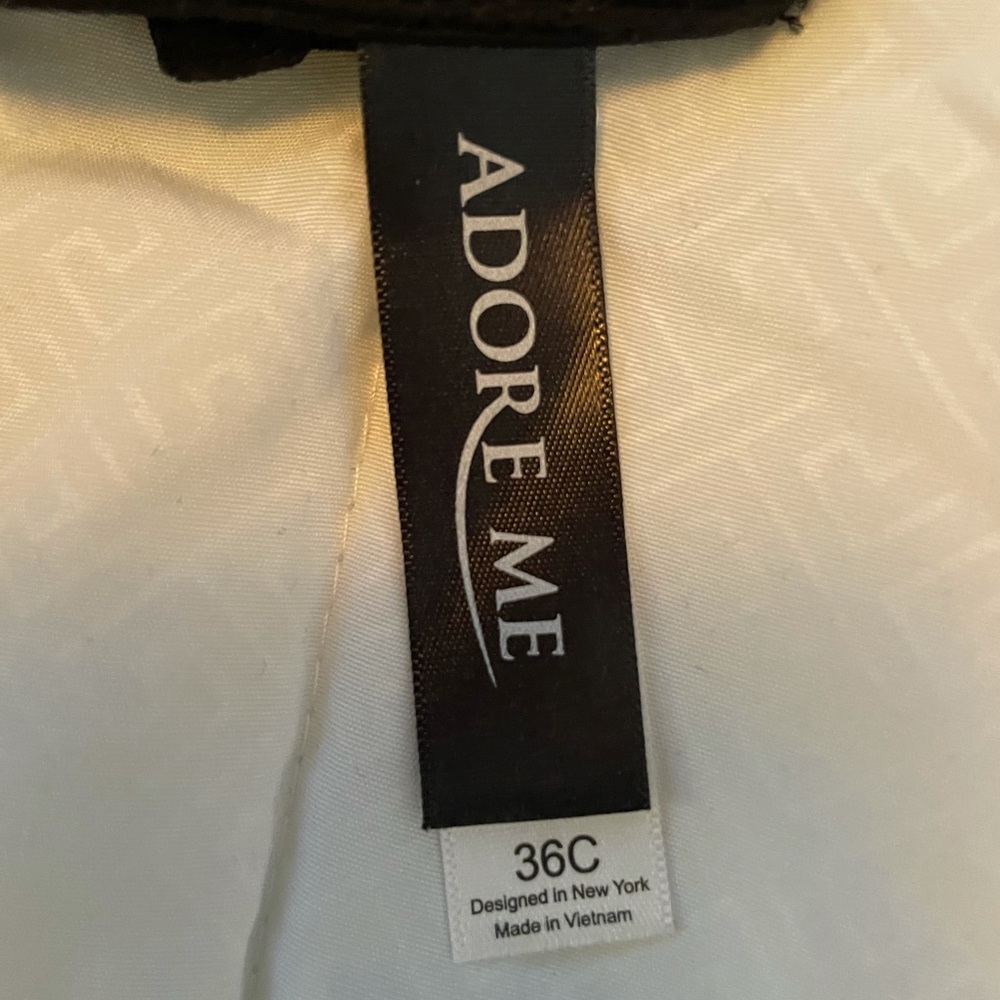 ADORE ME
36C
Designed in New York
Made in Vietnam